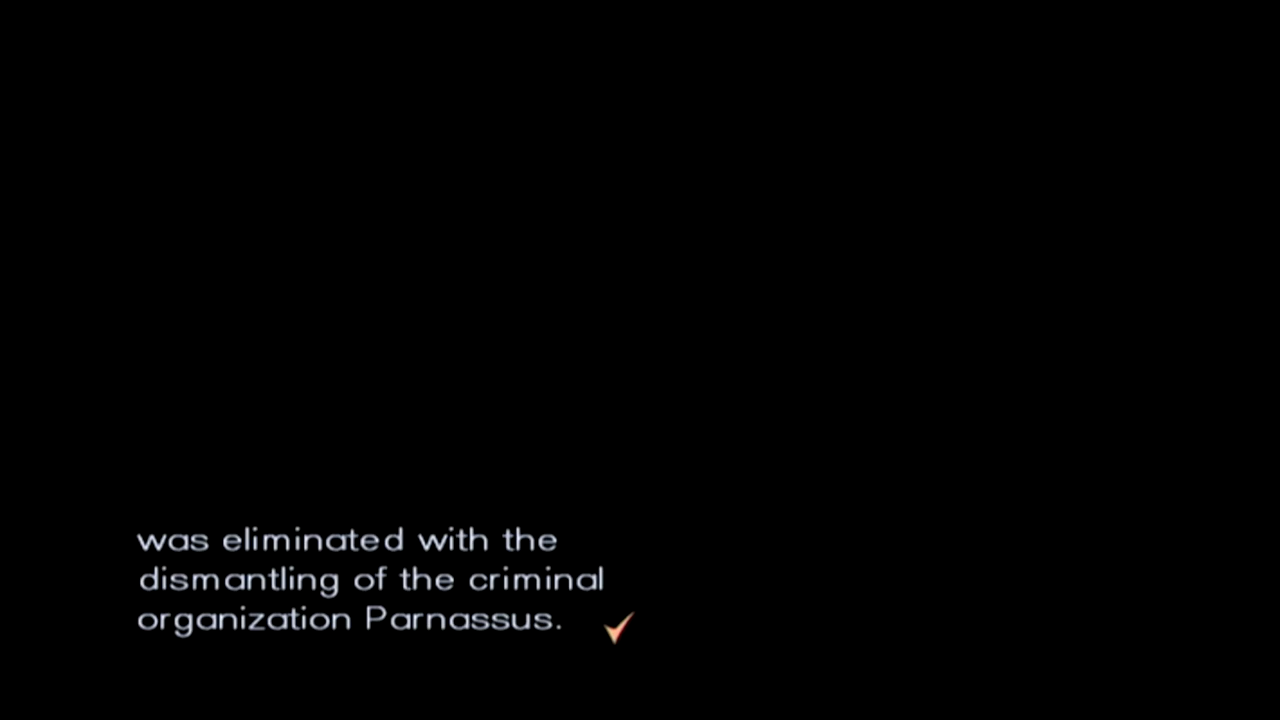 was eliminated with the
dismantling of the criminal
organization Parnassus.